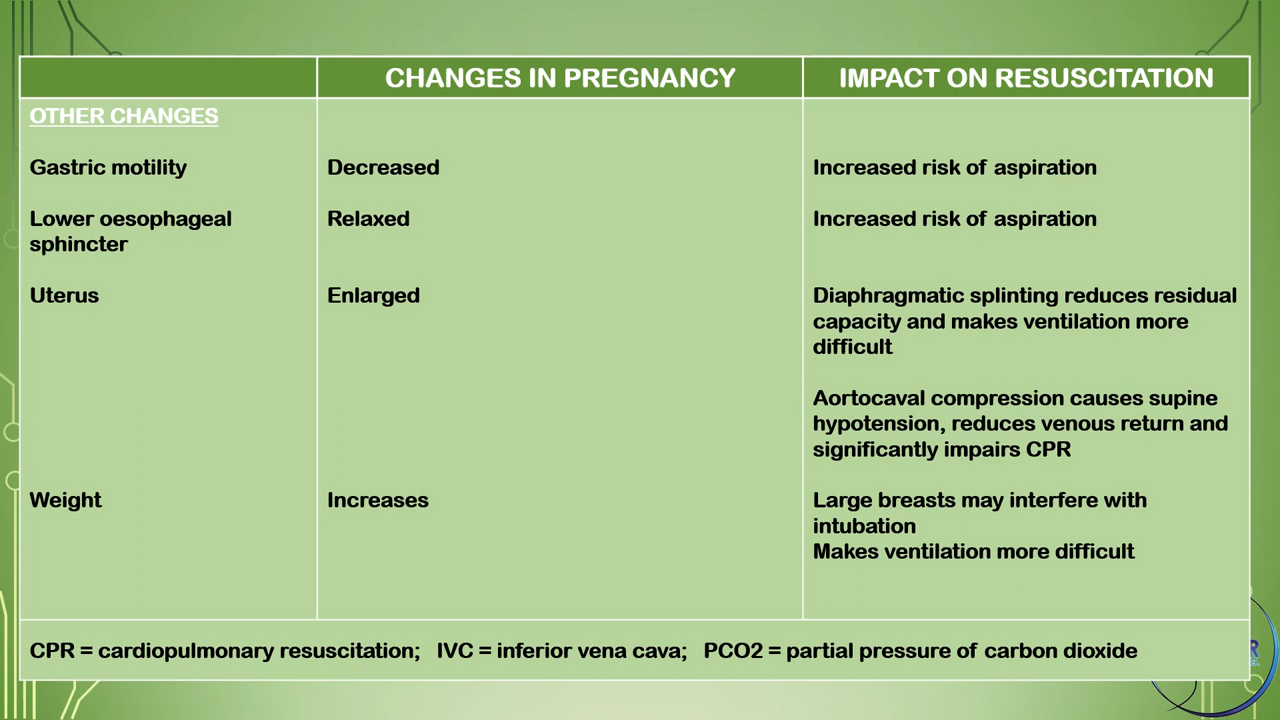 CHANGES IN PREGNANCY
IMPACT ON RESUSCITATION
OTHER CHANGES
Gastric motility
Decreased
Increased risk of aspiration
Lower oesophageal
sphincter
Relaxed
Increased risk of aspiration
Uterus
Enlarged
Diaphragmatic splinting reduces residual
capacity and makes ventilation more
difficult
Aortocaval compression causes supine
hypotension, reduces venous return and
significantly impairs CPR
Weight
Increases
Large breasts may interfere with
intubation
Makes ventilation more difficult
CPR = cardiopulmonary resuscitation; IVC = inferior vena cava; PCO2 = partial pressure of carbon dioxide